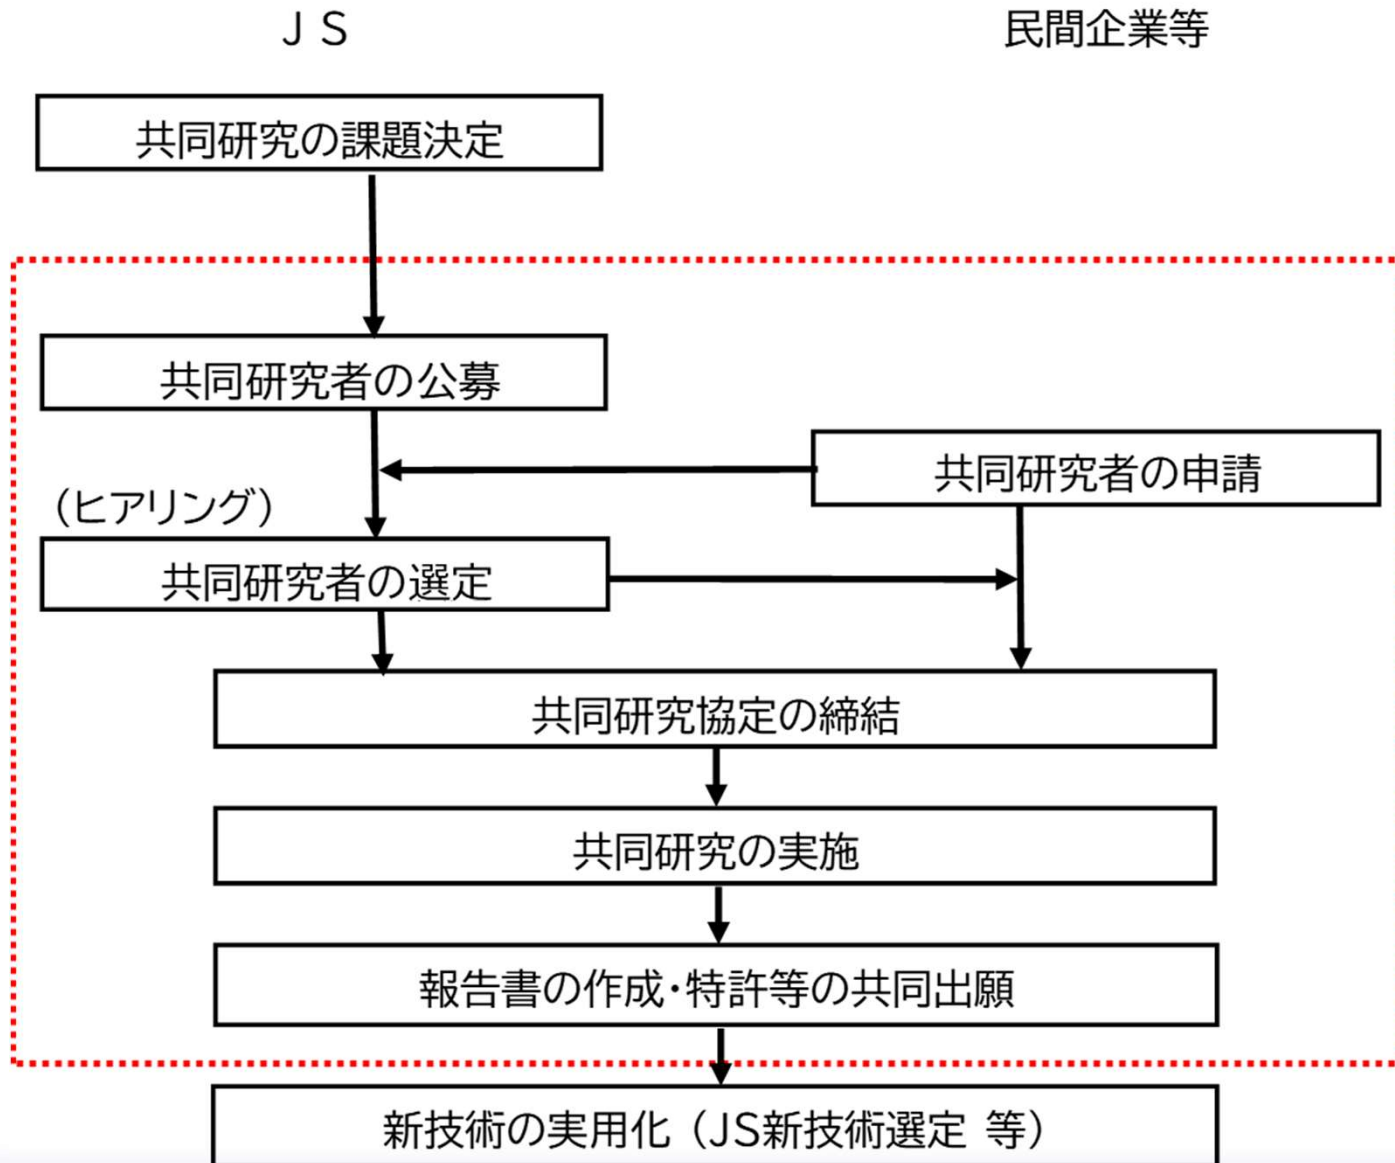 ＪＳ
民間企業等
共同研究の課題決定
共同研究者の公募
共同研究者の申請
（ヒアリング）
共同研究者の選定
共同研究協定の締結
共同研究の実施
報告書の作成・特許等の共同出願
新技術の実用化（JS新技術選定 等）